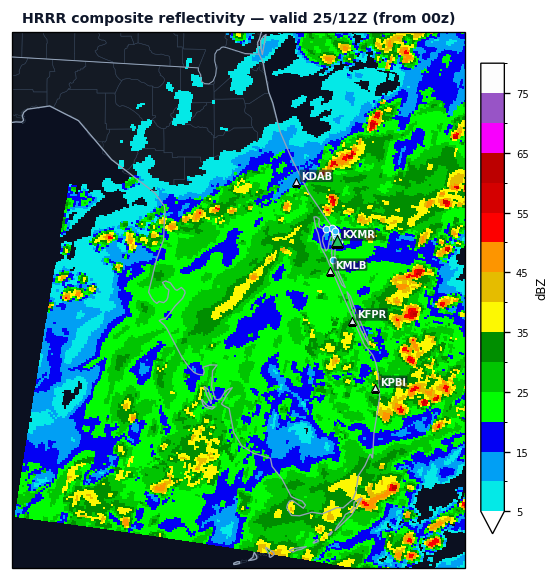 HRRR composite reflectivity — valid 25/12Z (from 00z)
KDAB
KXMR
KMLB
KFPR
KPBI
75
65
55
45
35
25
15
5
dBZ